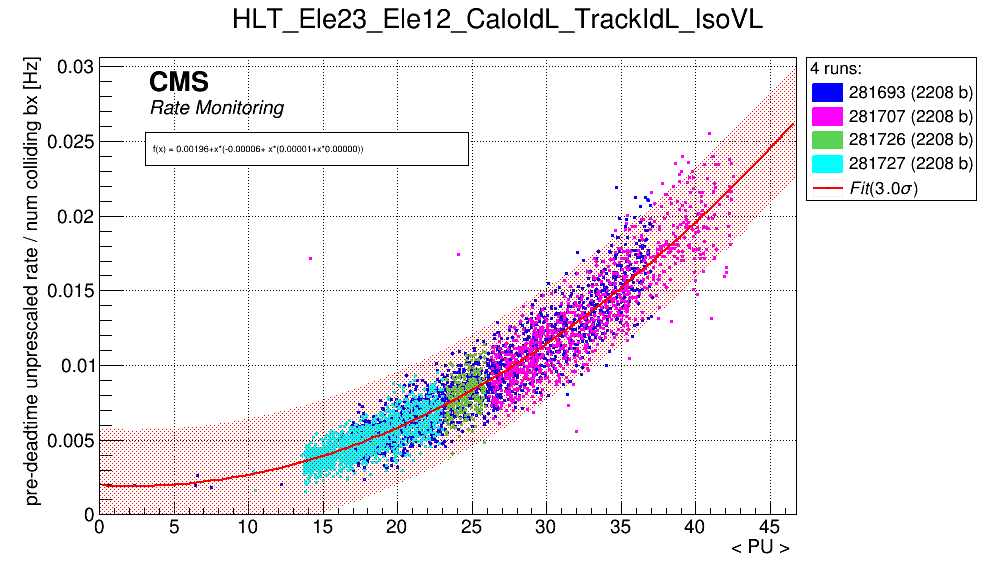 HLT_Ele23_Ele12_CaloIdL_TrackIdL_IsoVL
pre-deadtime unprescaled rate / num colliding bx [Hz]
0.03
0.025
0.02
0.015
0.01
0.005
0
CMS
Rate Monitoring
f(x) = 0.00196+x*(-0.00006+ x*(0.00001+x*0.00000))
4 runs:
281693 (2208 b)
281707 (2208 b)
281726 (2208 b)
281727 (2208 b)
Fit(3.0σ)
0 5 10 15 20 25 30 35 40 45
< PU >